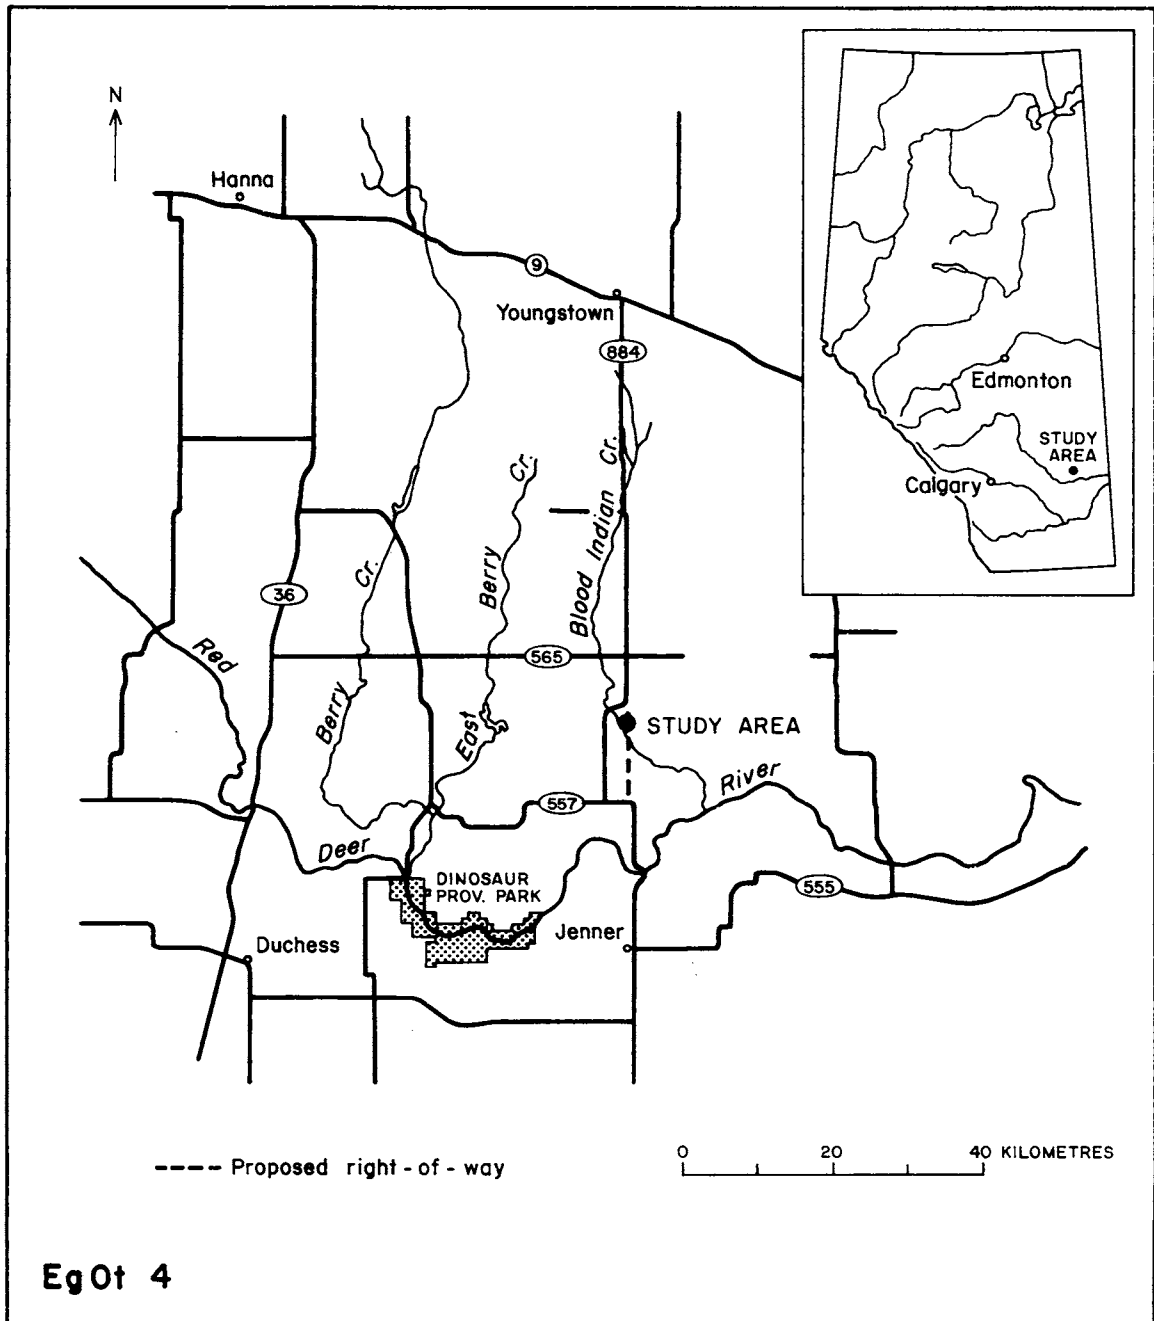 N
Hanna
9
Youngstown
884
Edmonton
STUDY
AREA
Calgary
Blood Indian Cr.
Berry Cr.
East Berry Cr.
36
Red
565
STUDY AREA
River
557
Deer
DINOSAUR
PROV. PARK
555
Duchess
Jenner
Proposed right-of-way
0 20 40 KILOMETRES
EgOt 4